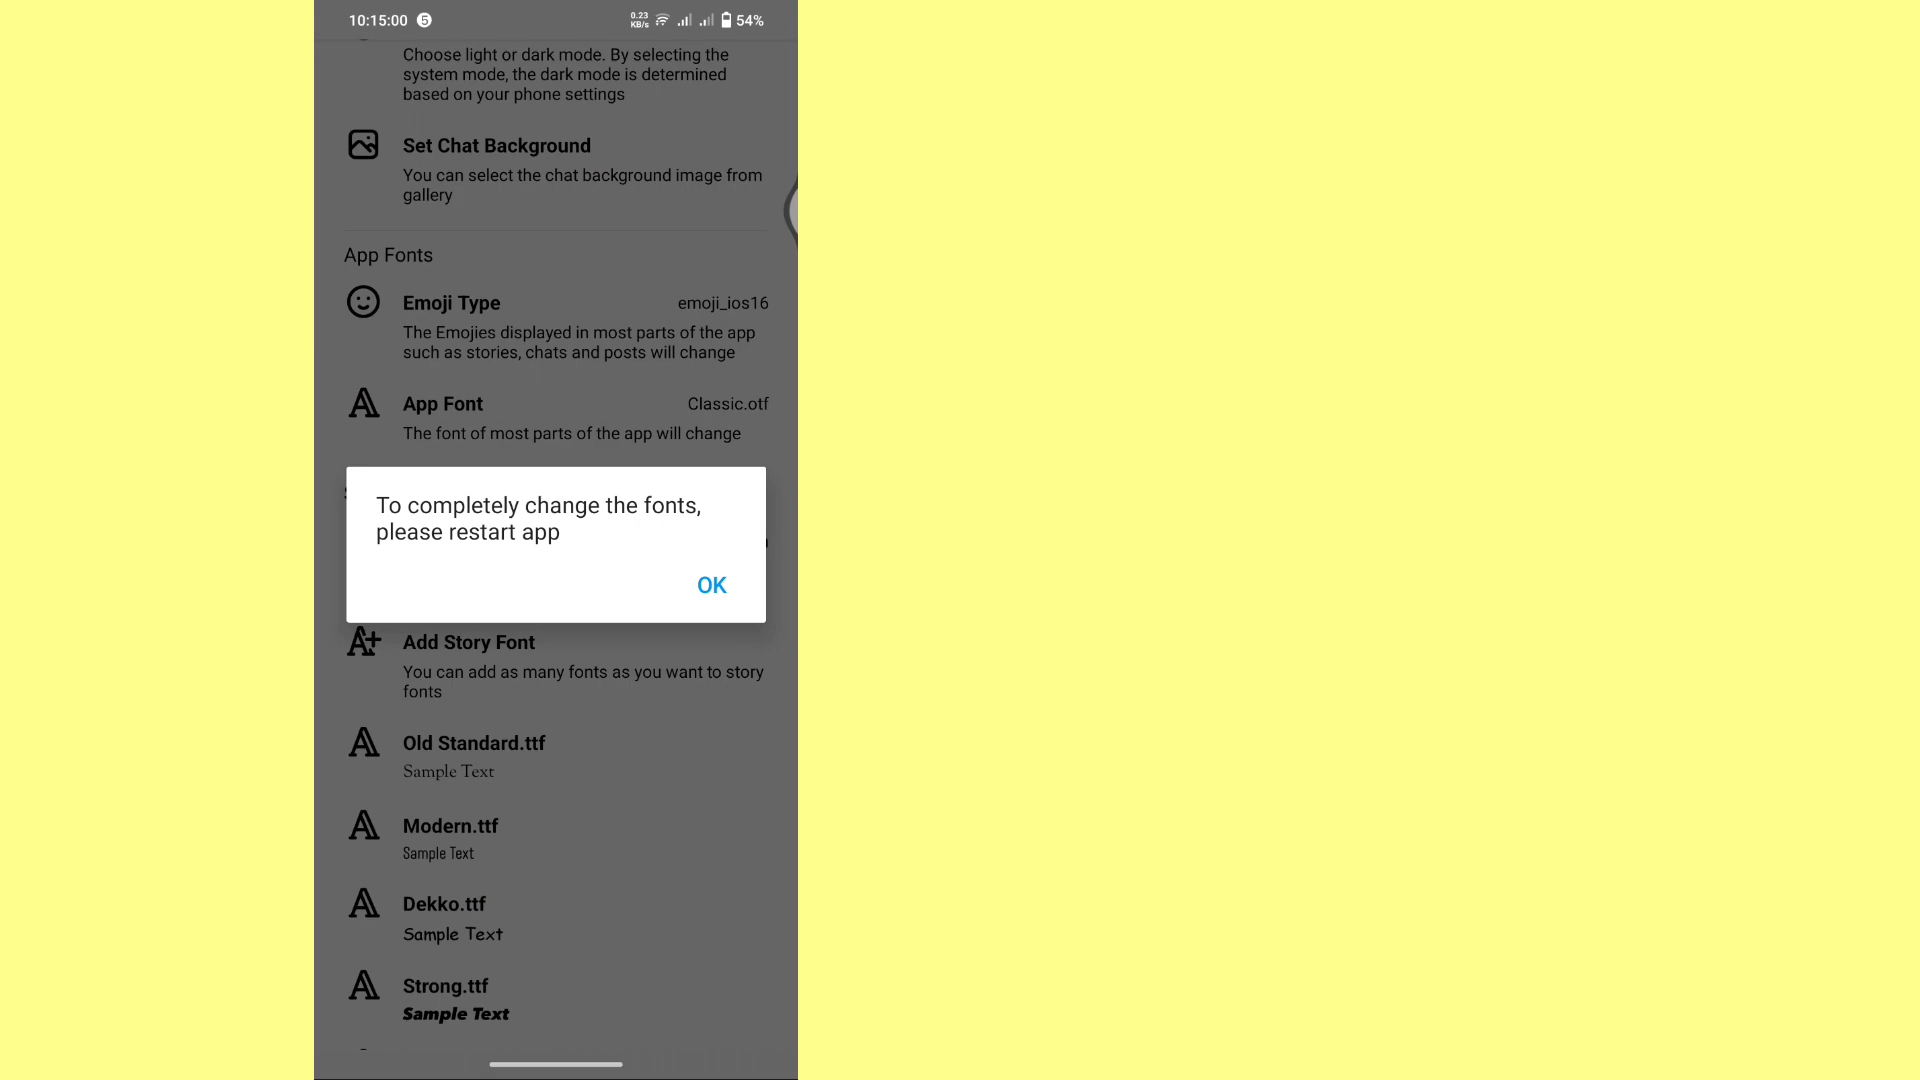 10:15:00 5 0.23 KB/s 54%
Choose light or dark mode. By selecting the
system mode, the dark mode is determined
based on your phone settings
Set Chat Background
You can select the chat background image from
gallery
App Fonts
Emoji Type emoji_ios16
The Emojies displayed in most parts of the app
such as stories, chats and posts will change
App Font Classic.otf
The font of most parts of the app will change
To completely change the fonts,
please restart app
OK
Add Story Font
You can add as many fonts as you want to story
fonts
Old Standard.ttf
Sample Text
Modern.ttf
Sample Text
Dekko.ttf
Sample Text
Strong.ttf
Sample Text